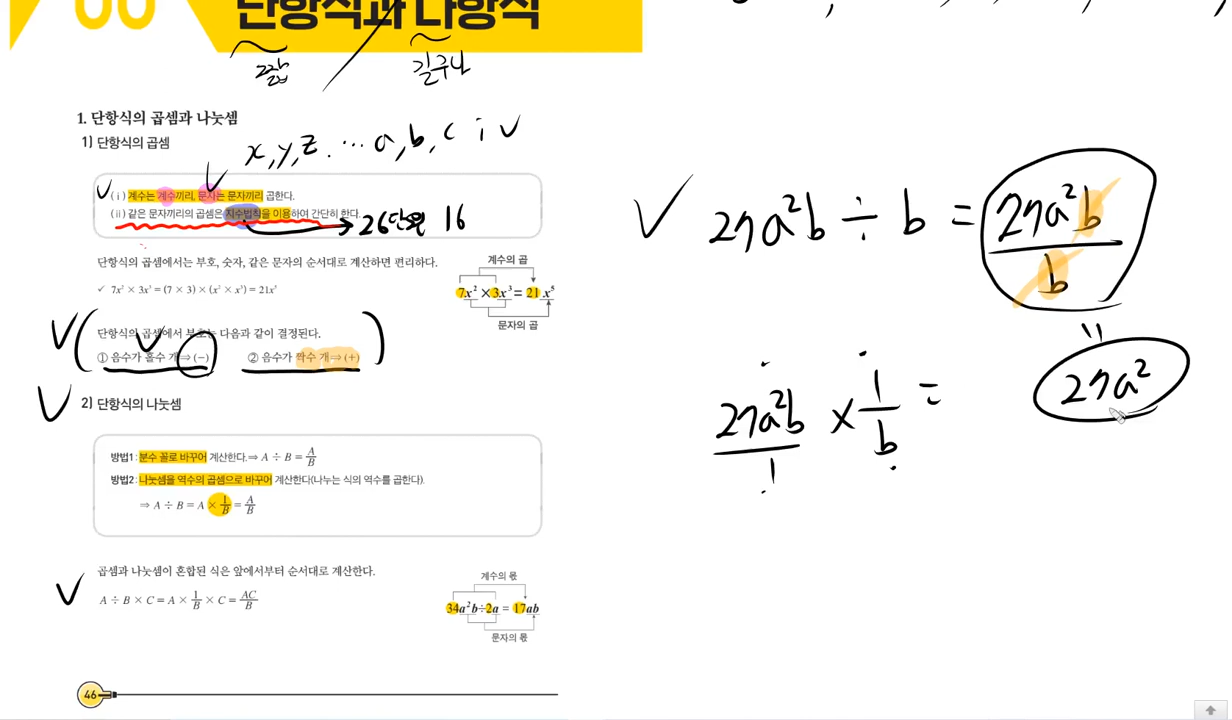 단항식과 다항식
1. 단항식의 곱셈과 나눗셈
1) 단항식의 곱셈
x, y, z ... a, b, c
(ⅰ) 계수는 계수끼리, 문자는 문자끼리 곱한다.
(ⅱ) 같은 문자끼리의 곱셈은 지수법칙을 이용하여 간단히 한다.
26단원 16
단항식의 곱셈에서는 부호, 숫자, 같은 문자의 순서대로 계산하면 편리하다.
✓ 7x² × 3x³ = (7 × 3) × (x² × x³) = 21x⁵
계수의 곱
7x² × 3x³ = 21 x⁵
문자의 곱
단항식의 곱셈에서 부호는 다음과 같이 결정된다.
① 음수가 홀수 개 ⇒ (−) ② 음수가 짝수 개 ⇒ (+)
2) 단항식의 나눗셈
방법1 : 분수 꼴로 바꾸어 계산한다. ⇒ A ÷ B = A/B
방법2 : 나눗셈을 역수의 곱셈으로 바꾸어 계산한다(나누는 식의 역수를 곱한다).
⇒ A ÷ B = A × 1/B = A/B
곱셈과 나눗셈이 혼합된 식은 앞에서부터 순서대로 계산한다.
A ÷ B × C = A × 1/B × C = AC/B
계수의 몫
34a²b ÷ 2a = 17ab
문자의 몫
46
27a²b ÷ b = 27a²b/b
27a²b/1 × 1/b =
= 27a²